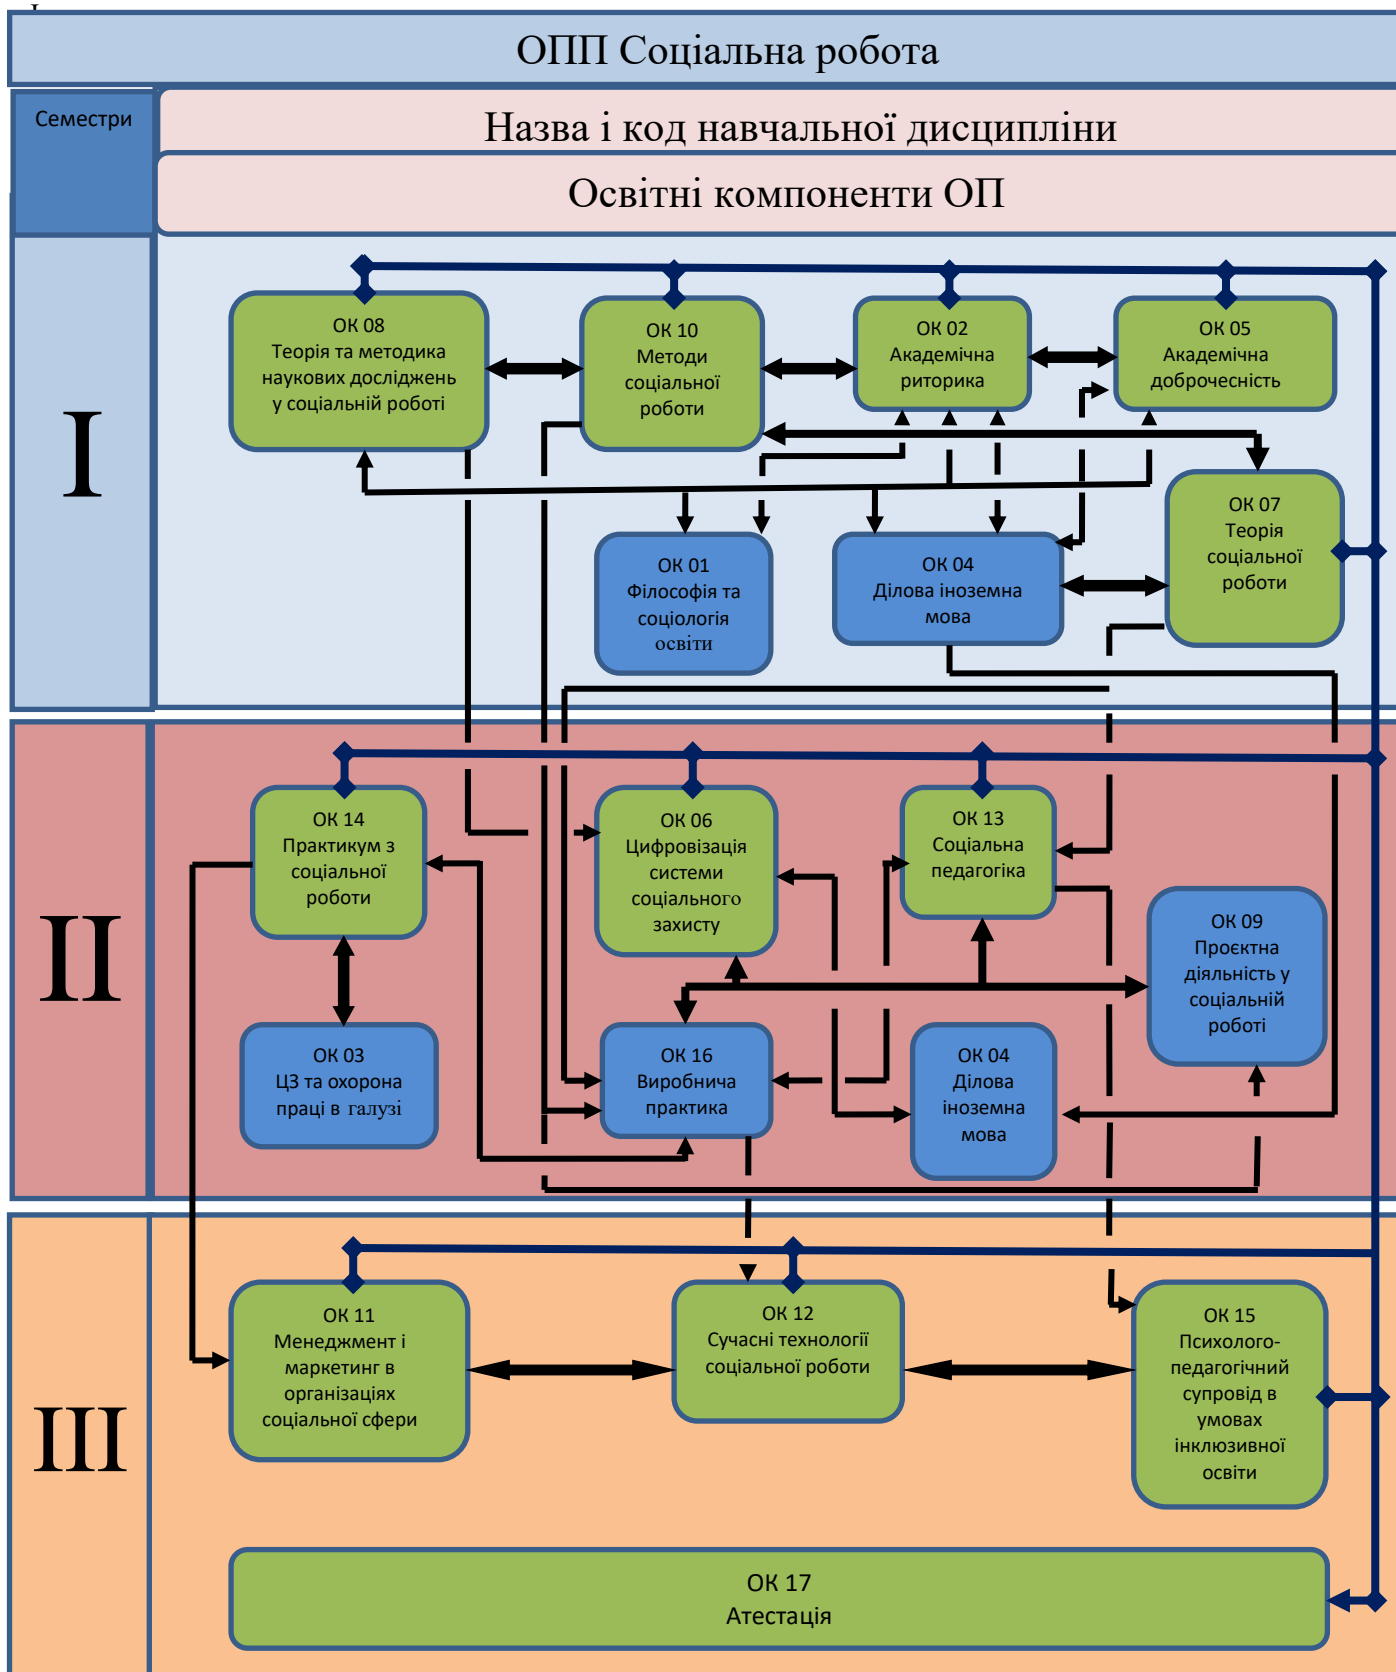 ОПП Соціальна робота
Семестри
Назва і код навчальної дисципліни
Освітні компоненти ОП
I
ОК 08
Теорія та методика
наукових досліджень
у соціальній роботі
ОК 10
Методи
соціальної
роботи
ОК 02
Академічна
риторика
ОК 05
Академічна
доброчесність
ОК 07
Теорія
соціальної
роботи
ОК 01
Філософія та
соціологія
освіти
ОК 04
Ділова іноземна
мова
II
ОК 14
Практикум з
соціальної
роботи
ОК 06
Цифровізація
системи
соціального
захисту
ОК 13
Соціальна
педагогіка
ОК 09
Проєктна
діяльність у
соціальній
роботі
ОК 03
ЦЗ та охорона
праці в галузі
ОК 16
Виробнича
практика
ОК 04
Ділова
іноземна
мова
III
ОК 11
Менеджмент і
маркетинг в
організаціях
соціальної сфери
ОК 12
Сучасні технології
соціальної роботи
ОК 15
Психолого-
педагогічний
супровід в
умовах
інклюзивної
освіти
ОК 17
Атестація